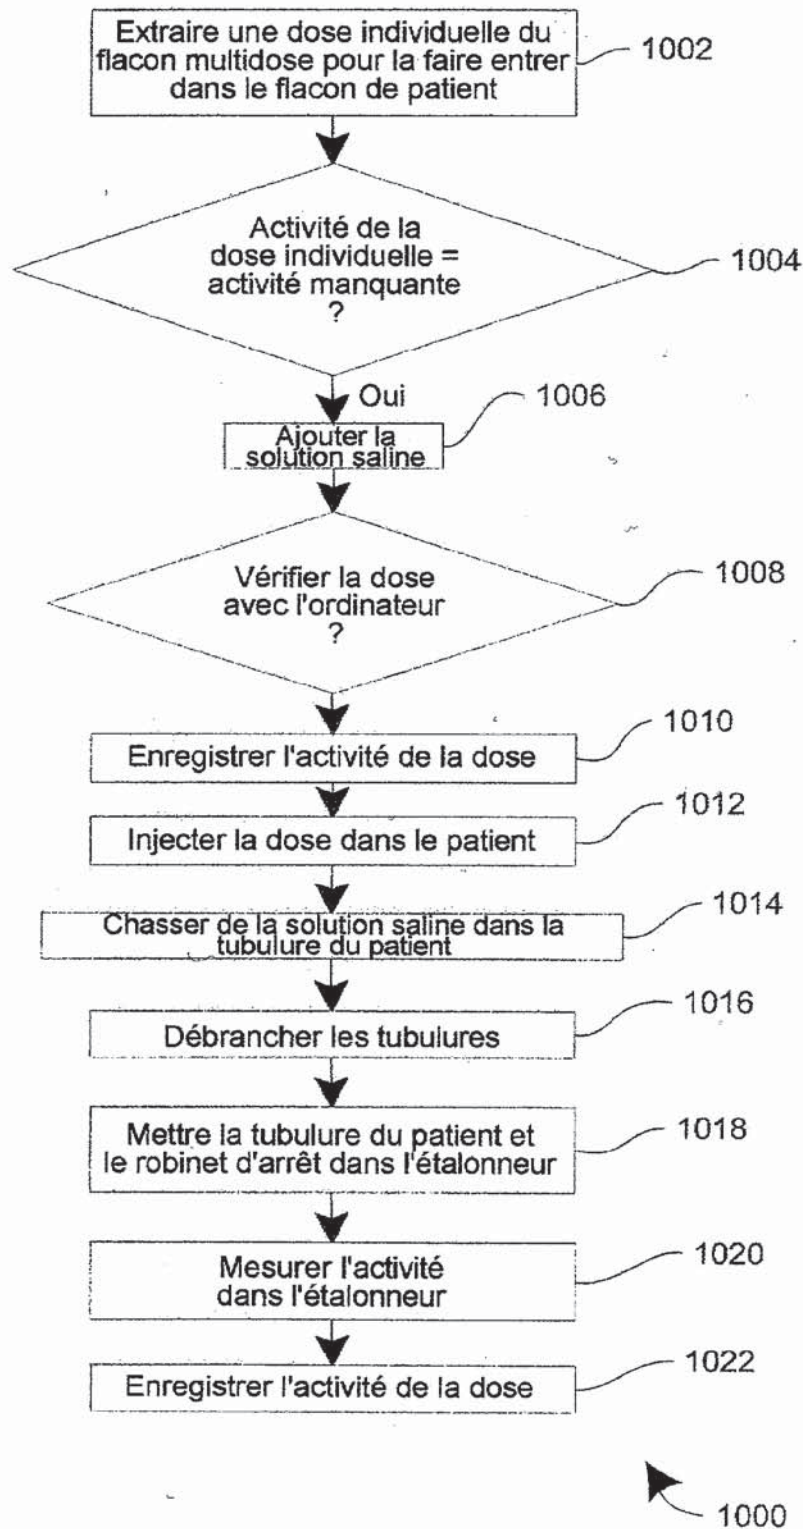 Extraire une dose individuelle du
flacon multidose pour la faire entrer
dans le flacon de patient
1002
Activité de la
dose individuelle =
activité manquante
?
1004
Oui
1006
Ajouter la
solution saline
Vérifier la dose
avec l'ordinateur
?
1008
1010
Enregistrer l'activité de la dose
1012
Injecter la dose dans le patient
1014
Chasser de la solution saline dans la
tubulure du patient
1016
Débrancher les tubulures
Mettre la tubulure du patient et
le robinet d'arrêt dans l'étalonneur
1018
Mesurer l'activité
dans l'étalonneur
1020
1022
Enregistrer l'activité de la dose
1000